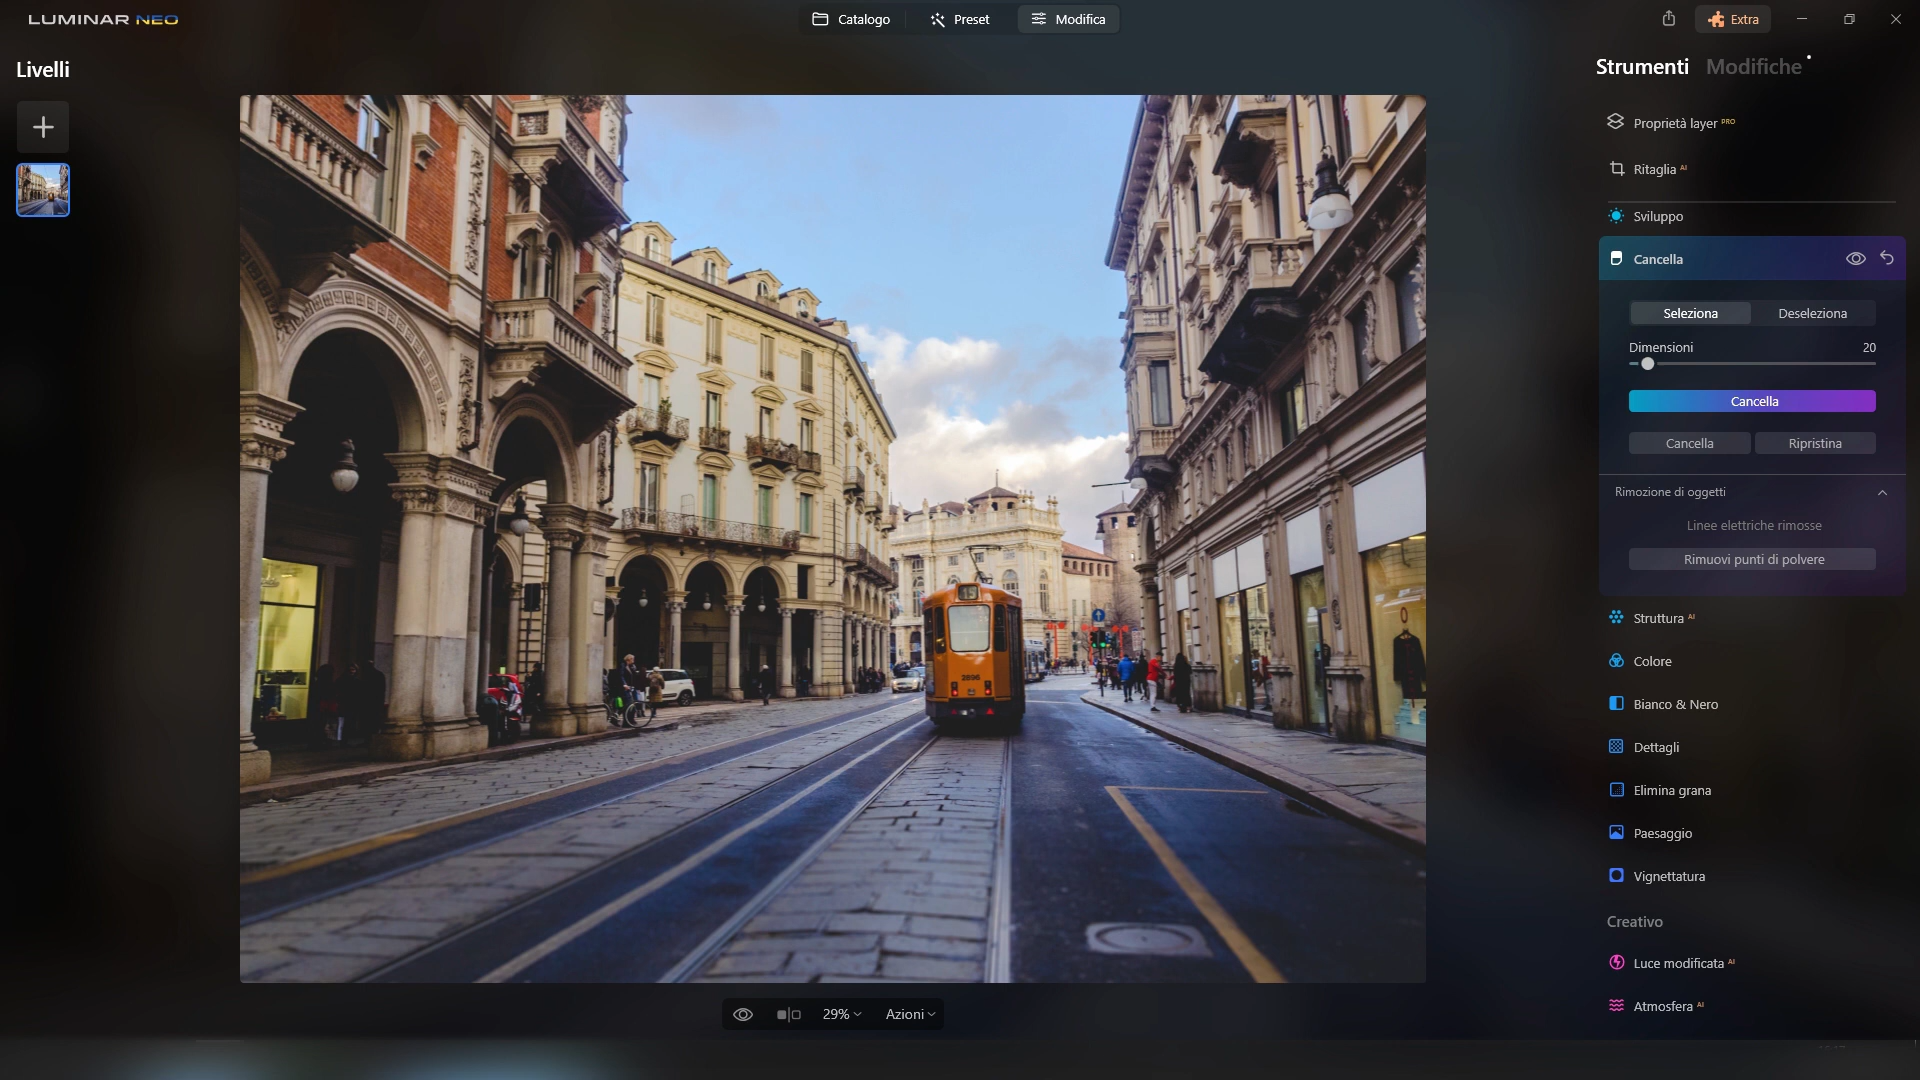 LUMINAR NEO
Catalogo
Preset
Modifica
Extra
Livelli
Strumenti
Modifiche
Proprietà layer PRO
Ritaglia AI
Sviluppo
Cancella
Seleziona
Deseleziona
Dimensioni
20
Cancella
Cancella
Ripristina
Rimozione di oggetti
Linee elettriche rimosse
Rimuovi punti di polvere
Struttura AI
Colore
Bianco & Nero
Dettagli
Elimina grana
Paesaggio
Vignettatura
Creativo
Luce modificata AI
Atmosfera AI
15
2896
29%
Azioni